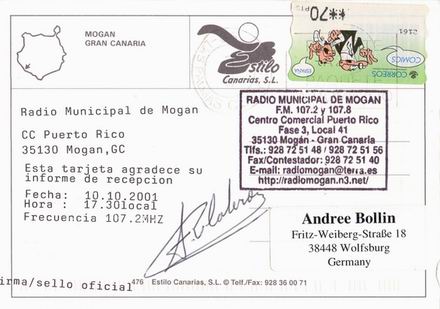 MOGAN
GRAN CANARIA
Estilo
Canarias, S.L.
**70
PTS
2161
COMICS
ESPAÑA
CORREOS
Radio Municipal de Mogan
CC Puerto Rico
35130 Mogan,GC
Esta tarjeta agradece su
informe de recepcion
Fecha: 10.10.2001
Hora : 17.30local
Frecuencia 107.2MHZ
RADIO MUNICIPAL DE MOGAN
F.M. 107.2 y 107.8
Centro Comercial Puerto Rico
Fase 3, Local 41
35130 Mogán - Gran Canaria
Tlfs.: 928 72 51 48 / 928 72 51 56
Fax/Contestador: 928 72 51 40
E-mail: radiomogan@terra.es
http://radiomogan.n3.net/
Andree Bollin
Fritz-Weiberg-Straße 18
38448 Wolfsburg
Germany
irma/sello oficial
476 Estilo Canarias, S.L. © Telf./Fax: 928 36 00 71